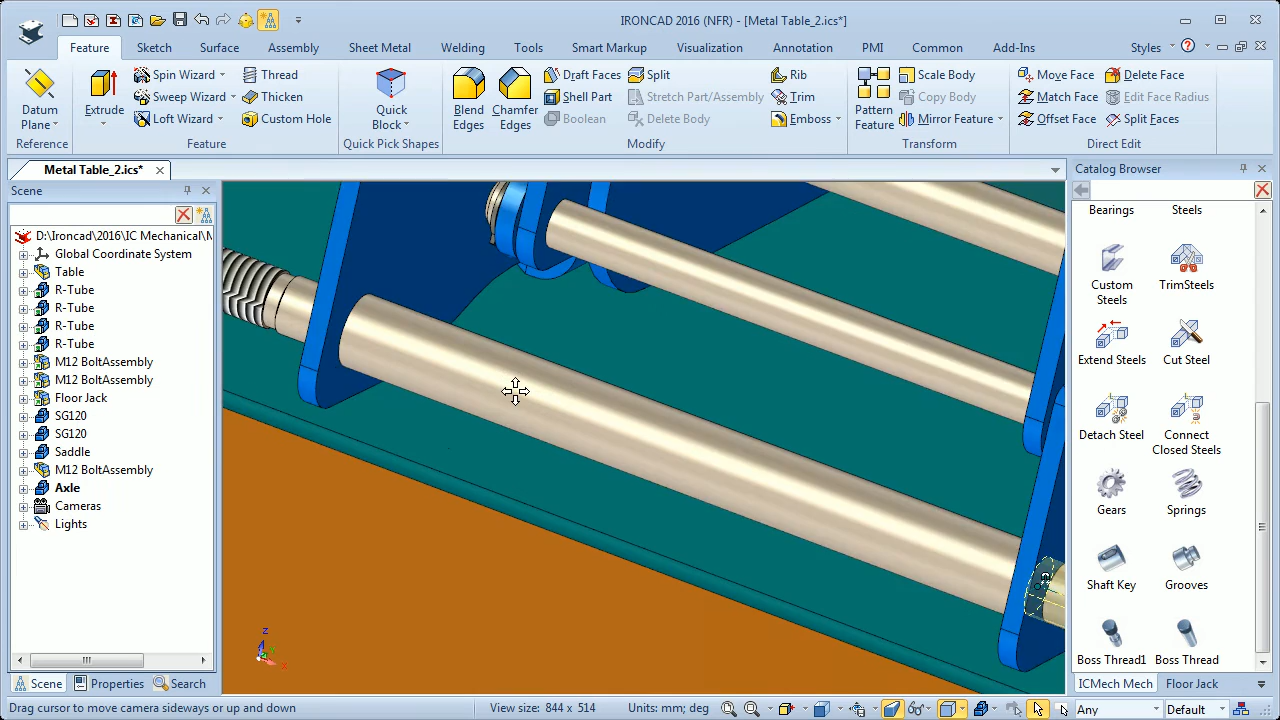 IRONCAD 2016 (NFR) - [Metal Table_2.ics*]
Feature Sketch Surface Assembly Sheet Metal Welding Tools Smart Markup Visualization Annotation PMI Common Add-Ins Styles
Datum Plane
Reference
Extrude
Spin Wizard
Sweep Wizard
Loft Wizard
Thread
Thicken
Custom Hole
Feature
Quick Block
Quick Pick Shapes
Blend Edges
Chamfer Edges
Draft Faces
Shell Part
Boolean
Split
Stretch Part/Assembly
Delete Body
Rib
Trim
Emboss
Modify
Pattern Feature
Scale Body
Copy Body
Mirror Feature
Transform
Move Face
Match Face
Offset Face
Delete Face
Edit Face Radius
Split Faces
Direct Edit
Metal Table_2.ics*
Scene
D:\Ironcad\2016\IC Mechanical\
Global Coordinate System
Table
R-Tube
R-Tube
R-Tube
R-Tube
M12 BoltAssembly
M12 BoltAssembly
Floor Jack
SG120
SG120
Saddle
M12 BoltAssembly
Axle
Cameras
Lights
Scene Properties Search
Z
Y
X
Catalog Browser
Bearings Steels
Custom Steels
TrimSteels
Extend Steels
Cut Steel
Detach Steel
Connect Closed Steels
Gears Springs
Shaft Key Grooves
Boss Thread1 Boss Thread
ICMech Mech Floor Jack
Drag cursor to move camera sideways or up and down View size: 844 x 514 Units: mm; deg Any Default